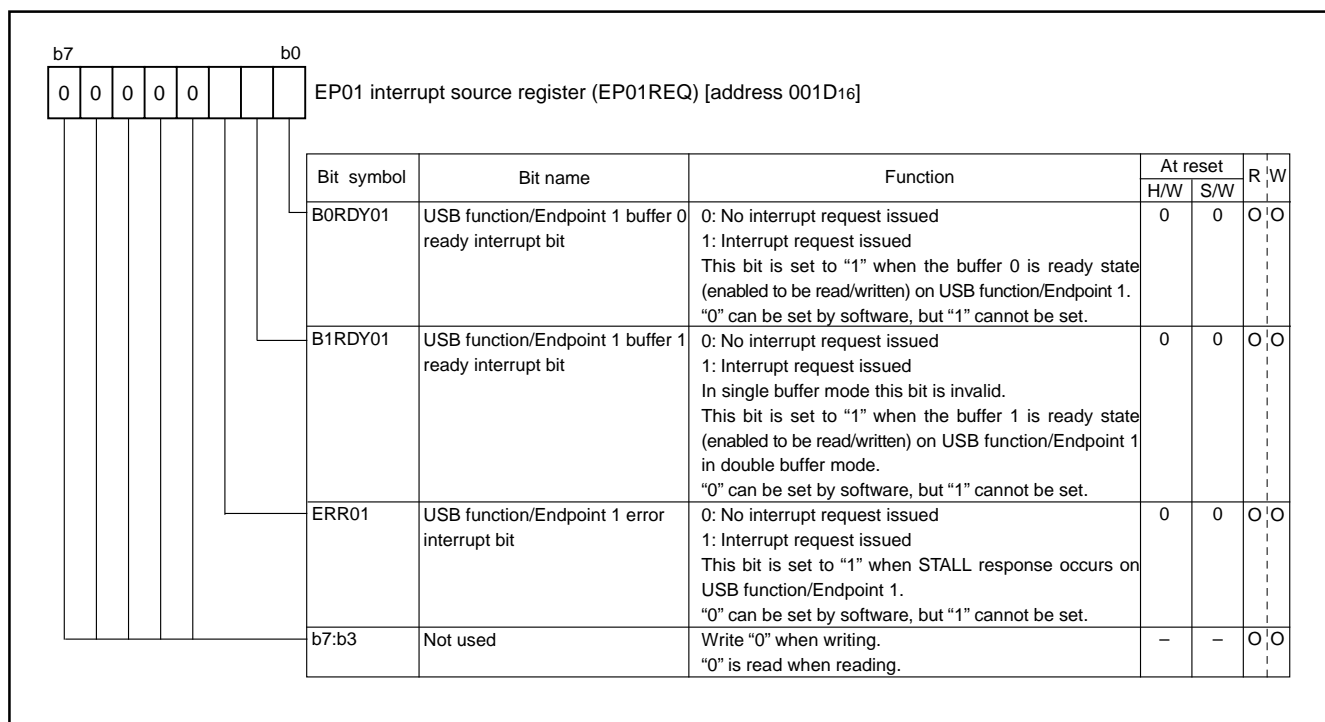 b7 b0
0 0 0 0 0
EP01 interrupt source register (EP01REQ) [address 001D16]
Bit symbol Bit name Function At reset R W
H/W S/W
B0RDY01 USB function/Endpoint 1 buffer 0 0: No interrupt request issued 0 0 O O
ready interrupt bit 1: Interrupt request issued
This bit is set to “1” when the buffer 0 is ready state
(enabled to be read/written) on USB function/Endpoint 1.
“0” can be set by software, but “1” cannot be set.
B1RDY01 USB function/Endpoint 1 buffer 1 0: No interrupt request issued 0 0 O O
ready interrupt bit 1: Interrupt request issued
In single buffer mode this bit is invalid.
This bit is set to “1” when the buffer 1 is ready state
(enabled to be read/written) on USB function/Endpoint 1
in double buffer mode.
“0” can be set by software, but “1” cannot be set.
ERR01 USB function/Endpoint 1 error 0: No interrupt request issued 0 0 O O
interrupt bit 1: Interrupt request issued
This bit is set to “1” when STALL response occurs on
USB function/Endpoint 1.
“0” can be set by software, but “1” cannot be set.
b7:b3 Not used Write “0” when writing. – – O O
“0” is read when reading.